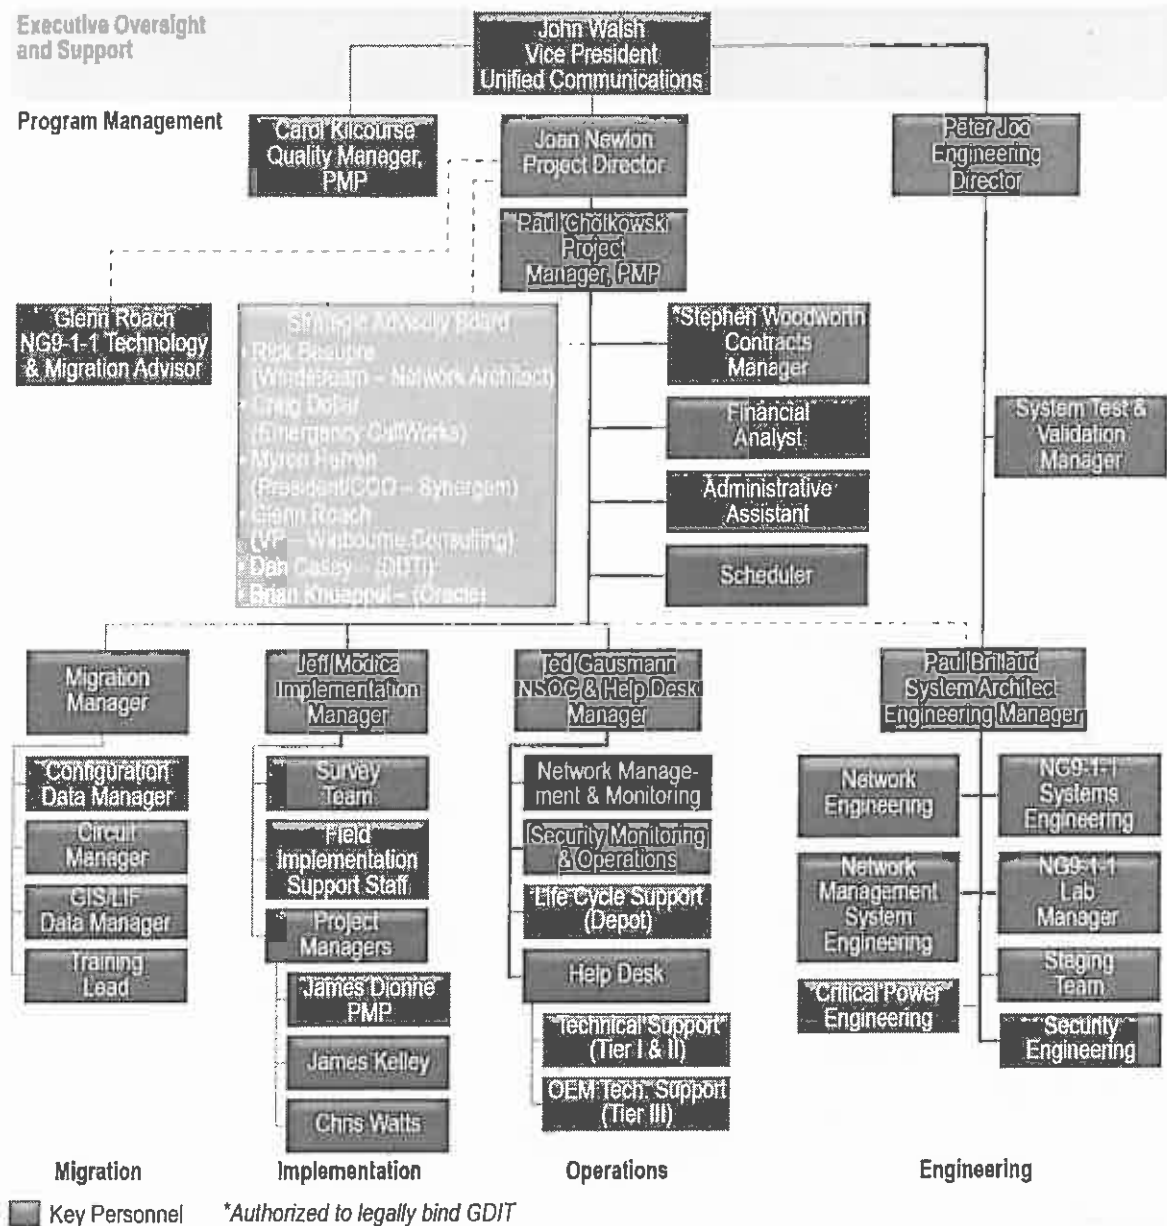 Executive Oversight
and Support
John Walsh
Vice President
Unified Communications
Program Management
Carol Kilcourse
Quality Manager,
PMP
Joan Newlon
Project Director
Peter Joo
Engineering
Director
Paul Cholkowski
Project
Manager, PMP
Glenn Roach
NG9-1-1 Technology
& Migration Advisor
Strategic Advisory Board
• Rick Beaupre
(Windstream – Network Architect)
• Craig
(Emergency CallWorks)
• Myron Herron
(President/COO – Synergem)
• Glenn Roach
(VP – Winbourne Consulting)
• Dan Casey – (DDTI)
• Brian – (Oracle)
*Stephen Woodworth
Contracts
Manager
Financial
Analyst
Administrative
Assistant
Scheduler
System Test &
Validation
Manager
Migration
Manager
Jeff Modica
Implementation
Manager
Ted Gausmann
NSOC & Help Desk
Manager
Paul Brillaud
System Architec
Engineering Manager
Configuration
Data Manager
Circuit
Manager
GIS/LIF
Data Manager
Training
Lead
Survey
Team
Field
Implementation
Support Staff
Project
Managers
James Dionne
PMP
James Kelley
Chris Watts
Network Manage-
ment & Monitoring
Security Monitoring
& Operations
Life Cycle Support
(Depot)
Help Desk
Technical Support
(Tier I & II)
OEM Tech. Support
(Tier III)
Network
Engineering
NG9-1-1
Systems
Engineering
Network
Management
System
Engineering
NG9-1-1
Lab
Manager
Critical Power
Engineering
Staging
Team
Security
Engineering
Migration
Implementation
Operations
Engineering
Key Personnel
*Authorized to legally bind GDIT